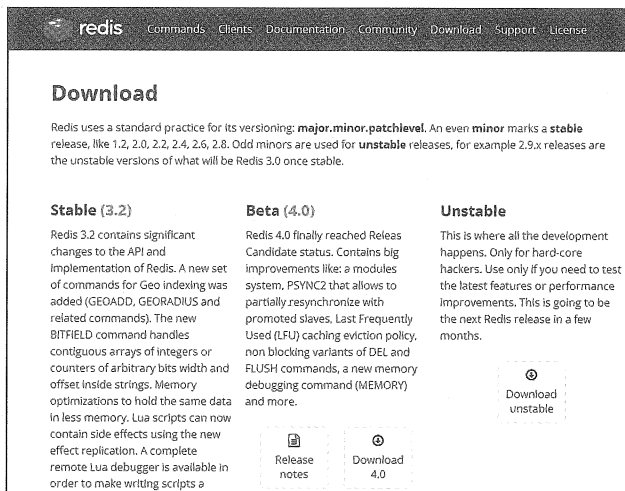 redis Commands Clients Documentation Community Download Support License
Download
Redis uses a standard practice for its versioning: major.minor.patchlevel. An even minor marks a stable
release, like 1.2, 2.0, 2.2, 2.4, 2.6, 2.8. Odd minors are used for unstable releases, for example 2.9.x releases are
the unstable versions of what will be Redis 3.0 once stable.
Stable (3.2)
Redis 3.2 contains significant
changes to the API and
implementation of Redis. A new set
of commands for Geo indexing was
added (GEOADD, GEORADIUS and
related commands). The new
BITFIELD command handles
contiguous arrays of integers or
counters of arbitrary bits width and
offset inside strings. Memory
optimizations to hold the same data
in less memory. Lua scripts can now
contain side effects using the new
effect replication. A complete
remote Lua debugger is available in
order to make writing scripts a
Beta (4.0)
Redis 4.0 finally reached Releas
Candidate status. Contains big
improvements like: a modules
system, PSYNC2 that allows to
partially resynchronize with
promoted slaves, Last Frequently
Used (LFU) caching eviction policy,
non blocking variants of DEL and
FLUSH commands, a new memory
debugging command (MEMORY)
and more.
Release
notes
Download
4.0
Unstable
This is where all the development
happens. Only for hard-core
hackers. Use only if you need to test
the latest features or performance
improvements. This is going to be
the next Redis release in a few
months.
Download
unstable